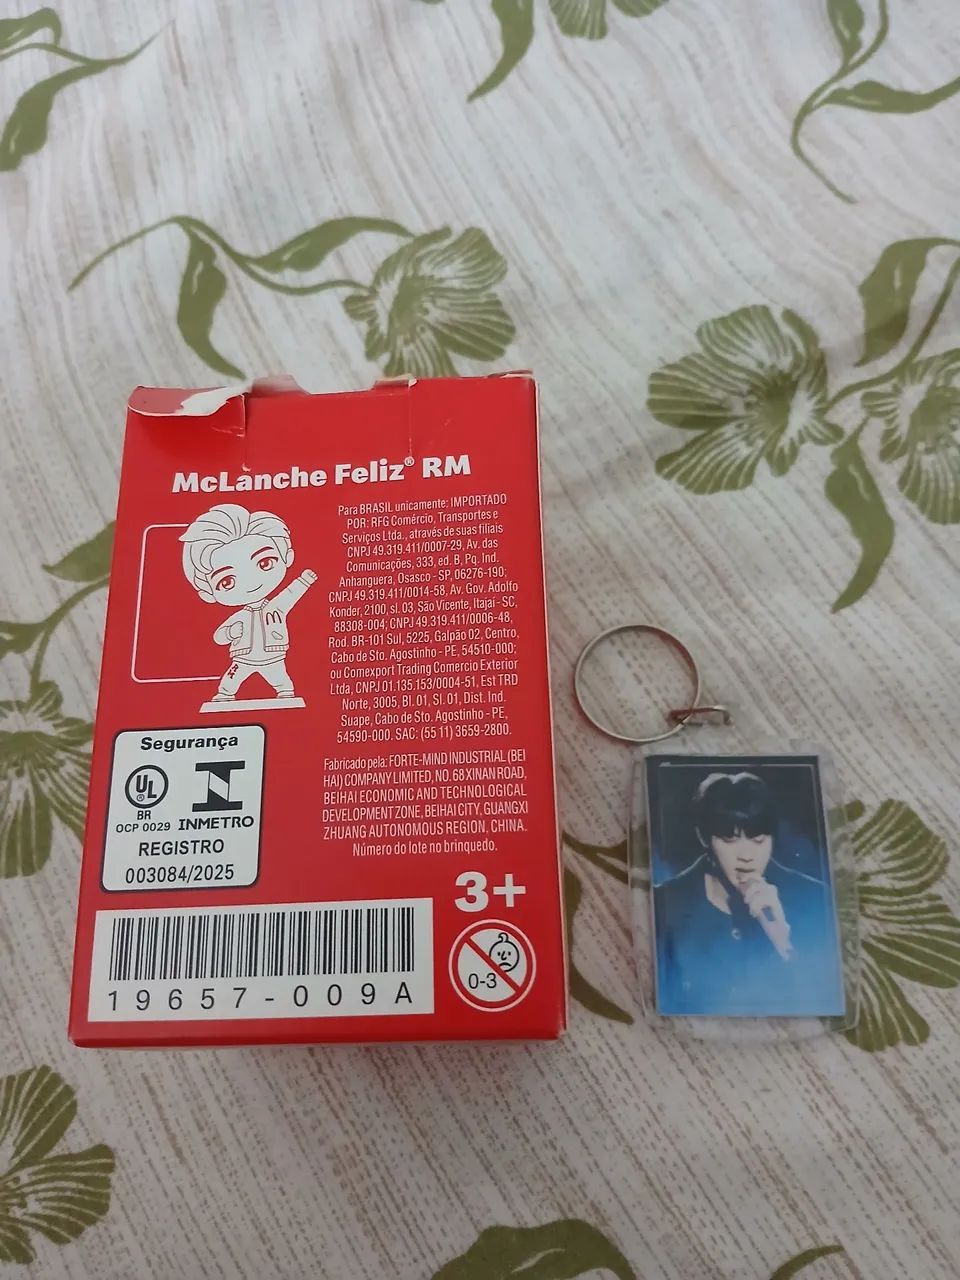 McLanche Feliz® RM
Para BRASIL unicamente: IMPORTADO
POR: RFG Comércio, Transportes e
Serviços Ltda., através de suas filiais
CNPJ 49.319.411/0007-29, Av. das
Comunicações, 333, ed. B, Pq. Ind.
Anhanguera, Osasco - SP, 06276-190;
CNPJ 49.319.411/0014-58, Av. Gov. Adolfo
Konder, 2100, sl. 03, São Vicente, Itajaí - SC,
88308-004; CNPJ 49.319.411/0006-48,
Rod. BR-101 Sul, 5225, Galpão 02, Centro,
Cabo de Sto. Agostinho - PE, 54510-000;
ou Comexport Trading Comercio Exterior
Ltda, CNPJ 01.135.153/0004-51, Est TRD
Norte, 3005, Bl. 01, Sl. 01, Dist. Ind.
Suape, Cabo de Sto. Agostinho - PE,
54590-000. SAC: (55 11) 3659-2800.
Fabricado pela: FORTE-MIND INDUSTRIAL (BEI
HAI) COMPANY LIMITED, NO. 68 XINAN ROAD,
BEIHAI ECONOMIC AND TECHNOLOGICAL
DEVELOPMENT ZONE, BEIHAI CITY, GUANGXI
ZHUANG AUTONOMOUS REGION, CHINA.
Número do lote no brinquedo.
Segurança
UL®
BR
OCP 0029 INMETRO
REGISTRO
003084/2025
3+
0-3
19657-009A